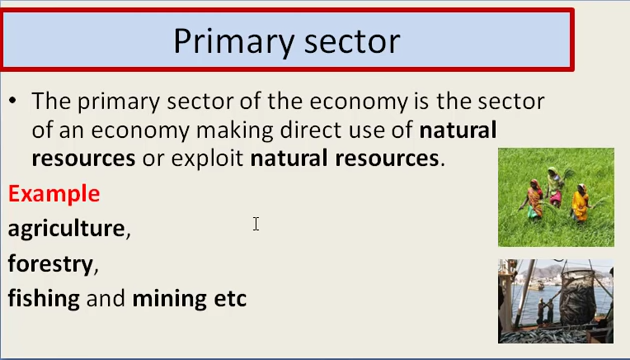 Primary sector
• The primary sector of the economy is the sector
of an economy making direct use of natural
resources or exploit natural resources.
Example
agriculture,
forestry,
fishing and mining etc